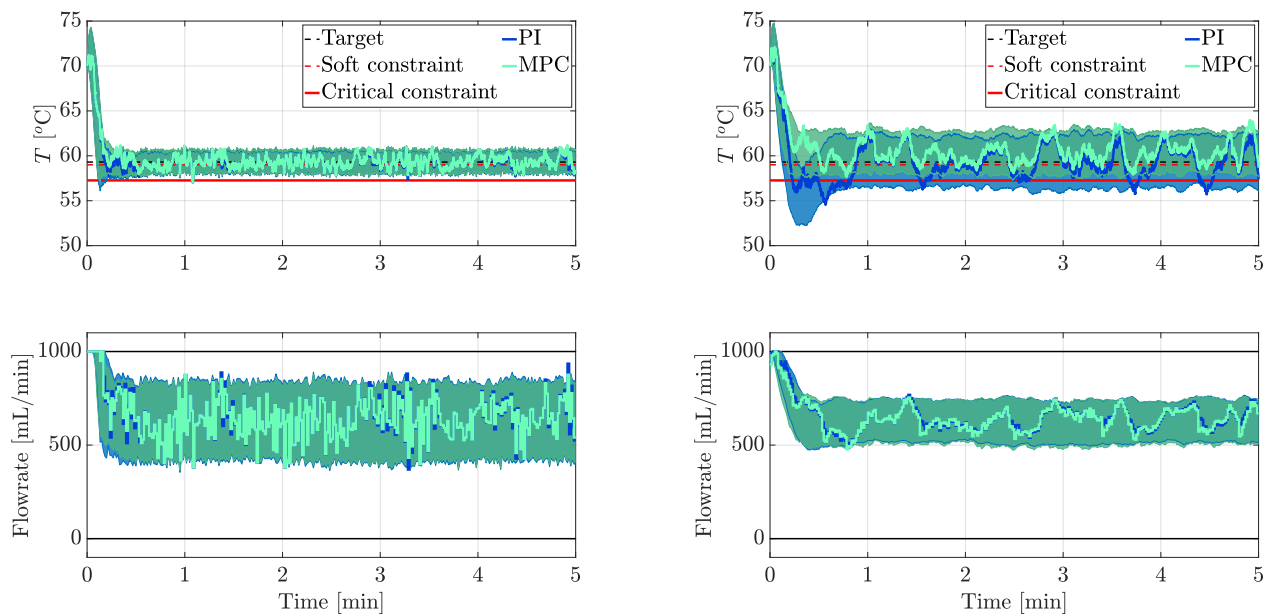 75
70
65
60
55
50
T [°C]
Target
Soft constraint
Critical constraint
PI
MPC
0 1 2 3 4 5
75
70
65
60
55
50
T [°C]
Target
Soft constraint
Critical constraint
PI
MPC
0 1 2 3 4 5
1000
500
0
Flowrate [mL/min]
0 1 2 3 4 5
Time [min]
1000
500
0
Flowrate [mL/min]
0 1 2 3 4 5
Time [min]